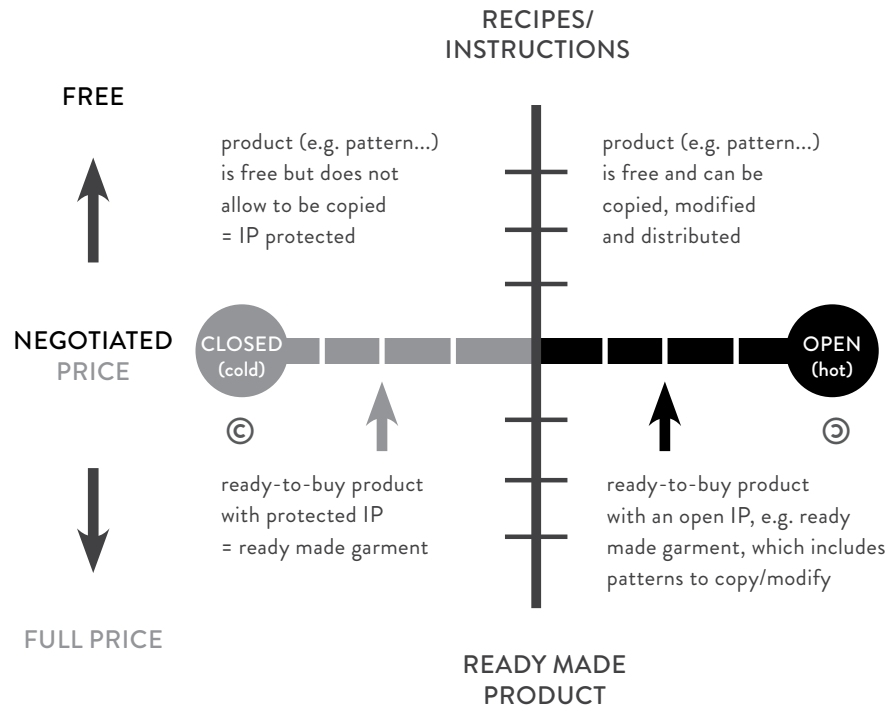 RECIPES/
INSTRUCTIONS
FREE
product (e.g. pattern...)
is free but does not
allow to be copied
= IP protected
product (e.g. pattern...)
is free and can be
copied, modified
and distributed
NEGOTIATED
PRICE
CLOSED
(cold)
OPEN
(hot)
©
🄯
ready-to-buy product
with protected IP
= ready made garment
ready-to-buy product
with an open IP, e.g. ready
made garment, which includes
patterns to copy/modify
FULL PRICE
READY MADE
PRODUCT